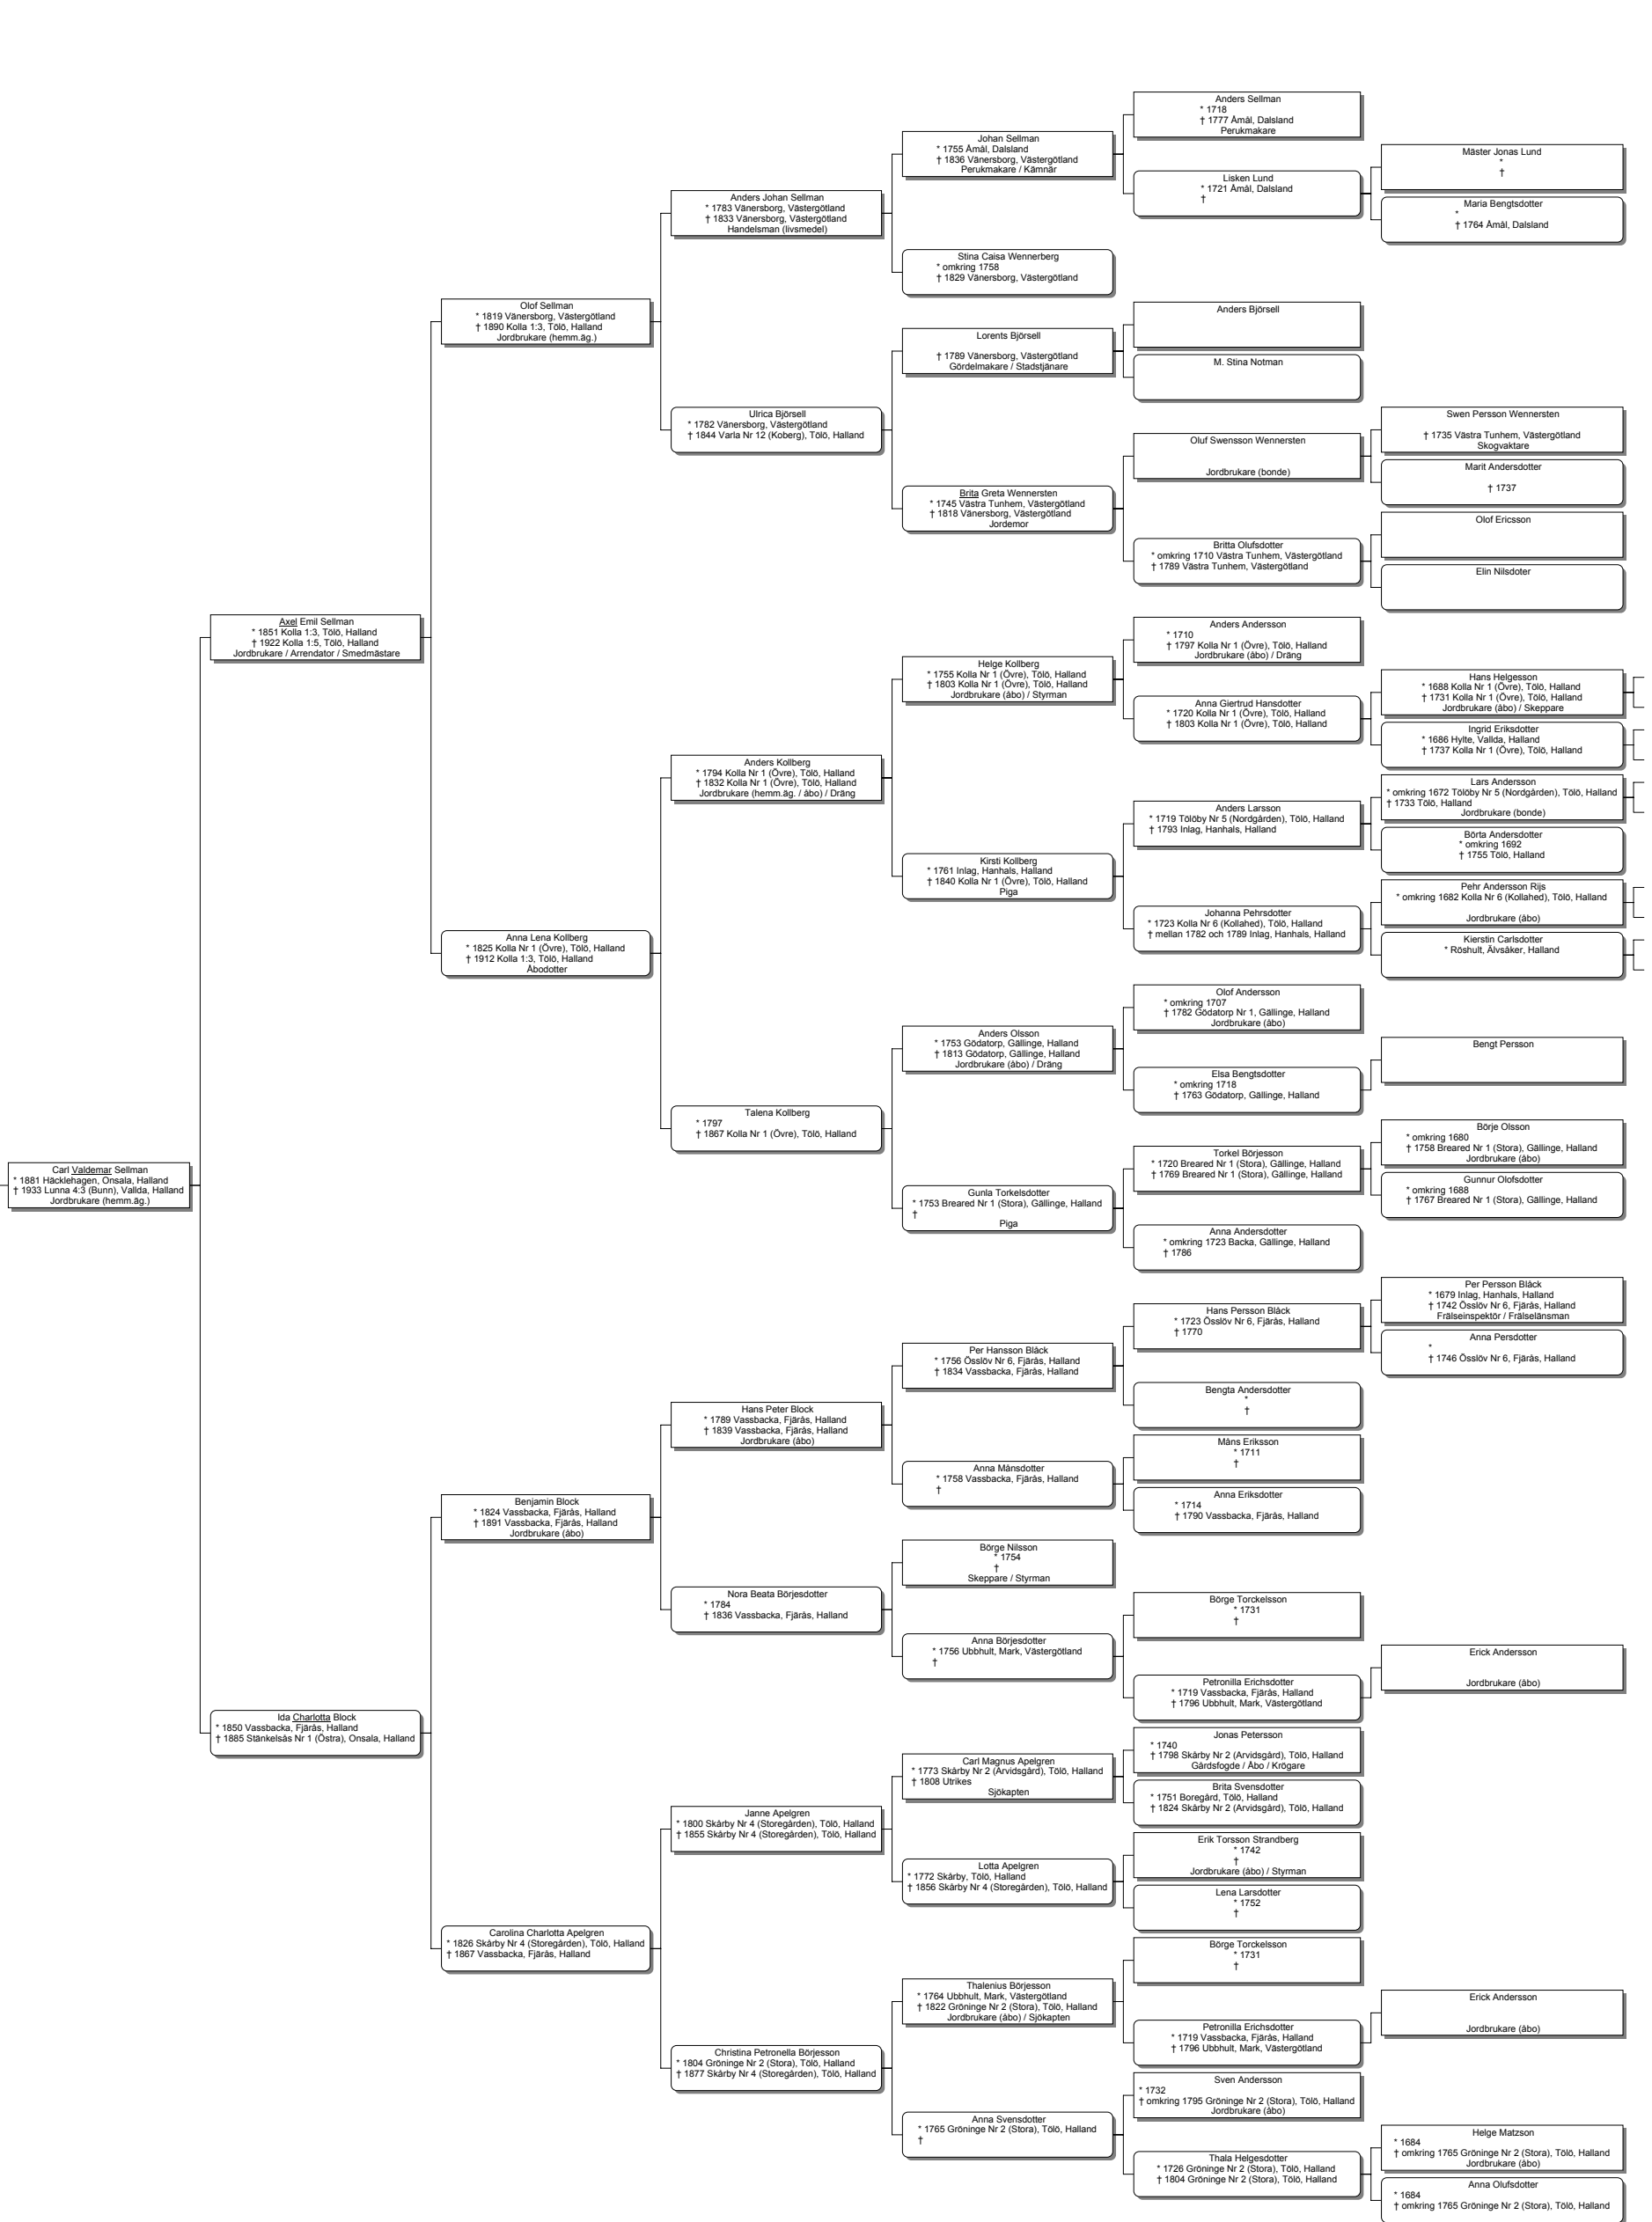 Anders Sellman
* 1718
† 1777 Åmål, Dalsland
Perukmakare
Johan Sellman
* 1755 Åmål, Dalsland
† 1836 Vänersborg, Västergötland
Perukmakare / Kämnär
Mäster Jonas Lund
*
†
Lisken Lund
* 1721 Åmål, Dalsland
†
Maria Bengtsdotter
*
† 1764 Åmål, Dalsland
Anders Johan Sellman
* 1783 Vänersborg, Västergötland
† 1833 Vänersborg, Västergötland
Handelsman (livsmedel)
Stina Caisa Wennerberg
* omkring 1758
† 1829 Vänersborg, Västergötland
Olof Sellman
* 1819 Vänersborg, Västergötland
† 1890 Kolla 1:3, Tölö, Halland
Jordbrukare (hemm.äg.)
Anders Björsell
Lorents Björsell
† 1789 Vänersborg, Västergötland
Gördelmakare / Stadstjänare
M. Stina Notman
Ulrica Björsell
* 1782 Vänersborg, Västergötland
† 1844 Varla Nr 12 (Koberg), Tölö, Halland
Swen Persson Wennersten
† 1735 Västra Tunhem, Västergötland
Skogvaktare
Oluf Swensson Wennersten
Jordbrukare (bonde)
Marit Andersdotter
† 1737
Brita Greta Wennersten
* 1745 Västra Tunhem, Västergötland
† 1818 Vänersborg, Västergötland
Jordemor
Olof Ericsson
Britta Olufsdotter
* omkring 1710 Västra Tunhem, Västergötland
† 1789 Västra Tunhem, Västergötland
Elin Nilsdoter
Axel Emil Sellman
* 1851 Kolla 1:3, Tölö, Halland
† 1922 Kolla 1:5, Tölö, Halland
Jordbrukare / Arrendator / Smedmästare
Anders Andersson
* 1710
† 1797 Kolla Nr 1 (Övre), Tölö, Halland
Jordbrukare (åbo) / Dräng
Helge Kollberg
* 1755 Kolla Nr 1 (Övre), Tölö, Halland
† 1803 Kolla Nr 1 (Övre), Tölö, Halland
Jordbrukare (åbo) / Styrman
Hans Helgesson
* 1688 Kolla Nr 1 (Övre), Tölö, Halland
† 1731 Kolla Nr 1 (Övre), Tölö, Halland
Jordbrukare (åbo) / Skeppare
Anna Giertrud Hansdotter
* 1720 Kolla Nr 1 (Övre), Tölö, Halland
† 1803 Kolla Nr 1 (Övre), Tölö, Halland
Ingrid Eriksdotter
* 1686 Hylte, Vallda, Halland
† 1737 Kolla Nr 1 (Övre), Tölö, Halland
Anders Kollberg
* 1794 Kolla Nr 1 (Övre), Tölö, Halland
† 1832 Kolla Nr 1 (Övre), Tölö, Halland
Jordbrukare (hemm.äg. / åbo) / Dräng
Lars Andersson
* omkring 1672 Tölöby Nr 5 (Nordgården), Tölö, Halland
† 1733 Tölö, Halland
Jordbrukare (bonde)
Anders Larsson
* 1719 Tölöby Nr 5 (Nordgården), Tölö, Halland
† 1793 Inlag, Hanhals, Halland
Börta Andersdotter
* omkring 1692
† 1755 Tölö, Halland
Kirsti Kollberg
* 1761 Inlag, Hanhals, Halland
† 1840 Kolla Nr 1 (Övre), Tölö, Halland
Piga
Pehr Andersson Rijs
* omkring 1682 Kolla Nr 6 (Kollahed), Tölö, Halland
Jordbrukare (åbo)
Johanna Pehrsdotter
* 1723 Kolla Nr 6 (Kollahed), Tölö, Halland
† mellan 1782 och 1789 Inlag, Hanhals, Halland
Kierstin Carlsdotter
* Röshult, Älvsåker, Halland
Anna Lena Kollberg
* 1825 Kolla Nr 1 (Övre), Tölö, Halland
† 1912 Kolla 1:3, Tölö, Halland
Åbodotter
Olof Andersson
* omkring 1707
† 1782 Gödatorp Nr 1, Gällinge, Halland
Jordbrukare (åbo)
Anders Olsson
* 1753 Gödatorp, Gällinge, Halland
† 1813 Gödatorp, Gällinge, Halland
Jordbrukare (åbo) / Dräng
Bengt Persson
Elsa Bengtsdotter
* omkring 1718
† 1763 Gödatorp, Gällinge, Halland
Talena Kollberg
* 1797
† 1867 Kolla Nr 1 (Övre), Tölö, Halland
Börje Olsson
* omkring 1680
† 1758 Breared Nr 1 (Stora), Gällinge, Halland
Jordbrukare (åbo)
Torkel Börjesson
* 1720 Breared Nr 1 (Stora), Gällinge, Halland
† 1769 Breared Nr 1 (Stora), Gällinge, Halland
Gunnur Olofsdotter
* omkring 1688
† 1767 Breared Nr 1 (Stora), Gällinge, Halland
Gunla Torkelsdotter
* 1753 Breared Nr 1 (Stora), Gällinge, Halland
†
Piga
Anna Andersdotter
* omkring 1723 Backa, Gällinge, Halland
† 1786
Carl Valdemar Sellman
* 1881 Häcklehagen, Onsala, Halland
† 1933 Lunna 4:3 (Bunn), Vallda, Halland
Jordbrukare (hemm.äg.)
Per Persson Blåck
* 1679 Inlag, Hanhals, Halland
† 1742 Össlöv Nr 6, Fjärås, Halland
Frälseinspektör / Frälselänsman
Hans Persson Blåck
* 1723 Össlöv Nr 6, Fjärås, Halland
† 1770
Anna Persdotter
*
† 1746 Össlöv Nr 6, Fjärås, Halland
Per Hansson Blåck
* 1756 Össlöv Nr 6, Fjärås, Halland
† 1834 Vassbacka, Fjärås, Halland
Bengta Andersdotter
*
†
Hans Peter Block
* 1789 Vassbacka, Fjärås, Halland
† 1839 Vassbacka, Fjärås, Halland
Jordbrukare (åbo)
Måns Eriksson
* 1711
†
Anna Månsdotter
* 1758 Vassbacka, Fjärås, Halland
†
Anna Eriksdotter
* 1714
† 1790 Vassbacka, Fjärås, Halland
Benjamin Block
* 1824 Vassbacka, Fjärås, Halland
† 1891 Vassbacka, Fjärås, Halland
Jordbrukare (åbo)
Börge Nilsson
* 1754
†
Skeppare / Styrman
Nora Beata Börjesdotter
* 1784
† 1836 Vassbacka, Fjärås, Halland
Börge Torckelsson
* 1731
†
Anna Börjesdotter
* 1756 Ubbhult, Mark, Västergötland
†
Erick Andersson
Jordbrukare (åbo)
Petronilla Erichsdotter
* 1719 Vassbacka, Fjärås, Halland
† 1796 Ubbhult, Mark, Västergötland
Ida Charlotta Block
* 1850 Vassbacka, Fjärås, Halland
† 1885 Stänkelsås Nr 1 (Östra), Onsala, Halland
Jonas Petersson
* 1740
† 1798 Skårby Nr 2 (Arvidsgård), Tölö, Halland
Gårdsfogde / Åbo / Krögare
Carl Magnus Apelgren
* 1773 Skårby Nr 2 (Arvidsgård), Tölö, Halland
† 1808 Utrikes
Sjökapten
Brita Svensdotter
* 1751 Boregård, Tölö, Halland
† 1824 Skårby Nr 2 (Arvidsgård), Tölö, Halland
Janne Apelgren
* 1800 Skårby Nr 4 (Storegården), Tölö, Halland
† 1855 Skårby Nr 4 (Storegården), Tölö, Halland
Erik Torsson Strandberg
* 1742
†
Jordbrukare (åbo) / Styrman
Lotta Apelgren
* 1772 Skårby, Tölö, Halland
† 1856 Skårby Nr 4 (Storegården), Tölö, Halland
Lena Larsdotter
* 1752
†
Carolina Charlotta Apelgren
* 1826 Skårby Nr 4 (Storegården), Tölö, Halland
† 1867 Vassbacka, Fjärås, Halland
Börge Torckelsson
* 1731
†
Thalenius Börjesson
* 1764 Ubbhult, Mark, Västergötland
† 1822 Gröninge Nr 2 (Stora), Tölö, Halland
Jordbrukare (åbo) / Sjökapten
Erick Andersson
Jordbrukare (åbo)
Petronilla Erichsdotter
* 1719 Vassbacka, Fjärås, Halland
† 1796 Ubbhult, Mark, Västergötland
Christina Petronella Börjesson
* 1804 Gröninge Nr 2 (Stora), Tölö, Halland
† 1877 Skårby Nr 4 (Storegården), Tölö, Halland
Sven Andersson
* 1732
† omkring 1795 Gröninge Nr 2 (Stora), Tölö, Halland
Jordbrukare (åbo)
Anna Svensdotter
* 1765 Gröninge Nr 2 (Stora), Tölö, Halland
†
Helge Matzson
* 1684
† omkring 1765 Gröninge Nr 2 (Stora), Tölö, Halland
Jordbrukare (åbo)
Thala Helgesdotter
* 1726 Gröninge Nr 2 (Stora), Tölö, Halland
† 1804 Gröninge Nr 2 (Stora), Tölö, Halland
Anna Olufsdotter
* 1684
† omkring 1765 Gröninge Nr 2 (Stora), Tölö, Halland